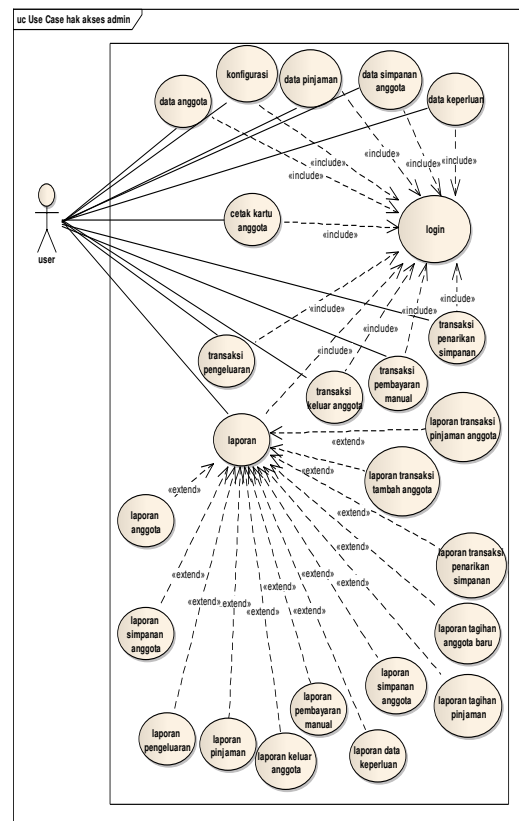 uc Use Case hak akses admin
data anggota
konfigurasi
data pinjaman
data simpanan
anggota
data keperluan
«include»
«include»
«include»
«include»
«include»
cetak kartu
anggota
«include»
login
user
«include»
«include»
«include»
«include»
«include»
transaksi
penarikan
simpanan
transaksi
pengeluaran
transaksi
keluar anggota
transaksi
pembayaran
manual
laporan
laporan transaksi
pinjaman anggota
«extend»
«extend»
laporan transaksi
tambah anggota
«extend»
laporan
anggota
«extend»
laporan transaksi
penarikan
simpanan
«extend»
«extend»
«extend»
«extend»
«extend»
«extend»
«extend»
«extend»
«extend»
«extend»
laporan
simpanan
anggota
laporan tagihan
anggota baru
laporan
simpanan
anggota
laporan tagihan
pinjaman
laporan
pembayaran
manual
laporan
pengeluaran
laporan
pinjaman
laporan keluar
anggota
laporan data
keperluan